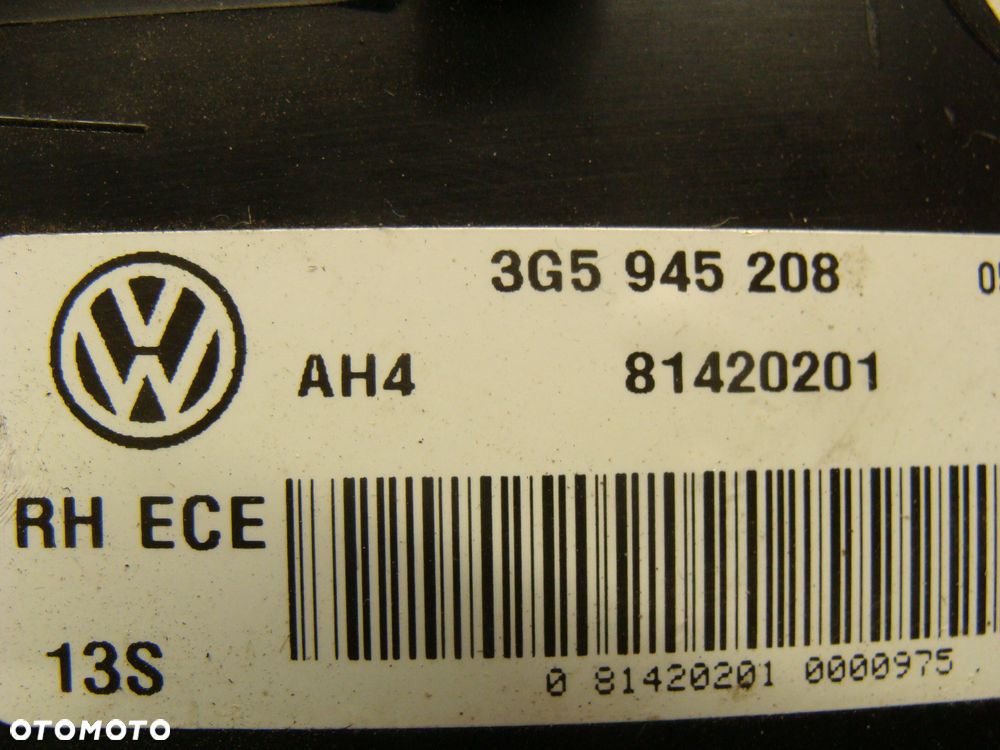 3G5 945 208
AH4 81420201
RH ECE
13S
0 81420201 0000975
OTOMOTO